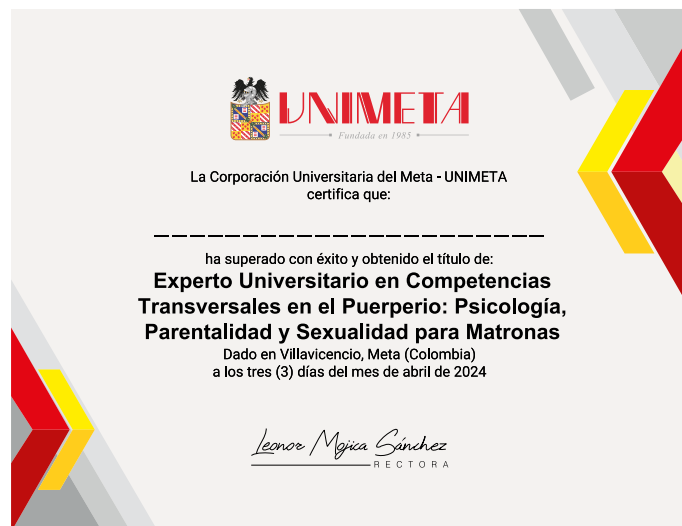 UNIMETA
Fundada en 1985
La Corporación Universitaria del Meta - UNIMETA
certifica que:
ha superado con éxito y obtenido el título de:
Experto Universitario en Competencias
Transversales en el Puerperio: Psicología,
Parentalidad y Sexualidad para Matronas
Dado en Villavicencio, Meta (Colombia)
a los tres (3) días del mes de abril de 2024
Leonor Mojica Sánchez
RECTORA